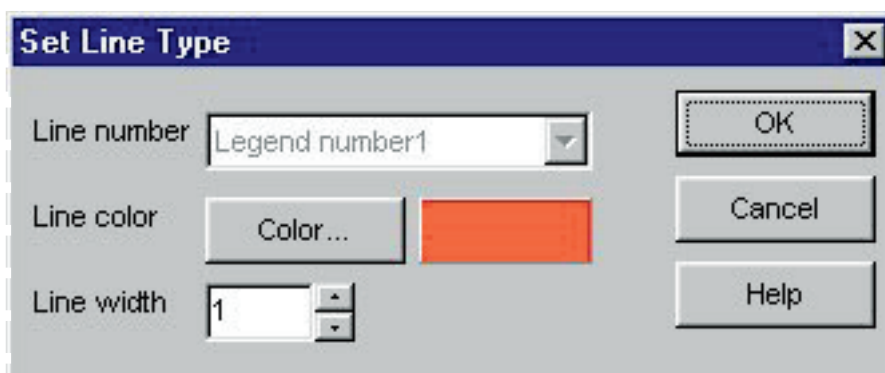 Set Line Type
Line number Legend number1 OK
Line color Color... Cancel
Line width 1 Help